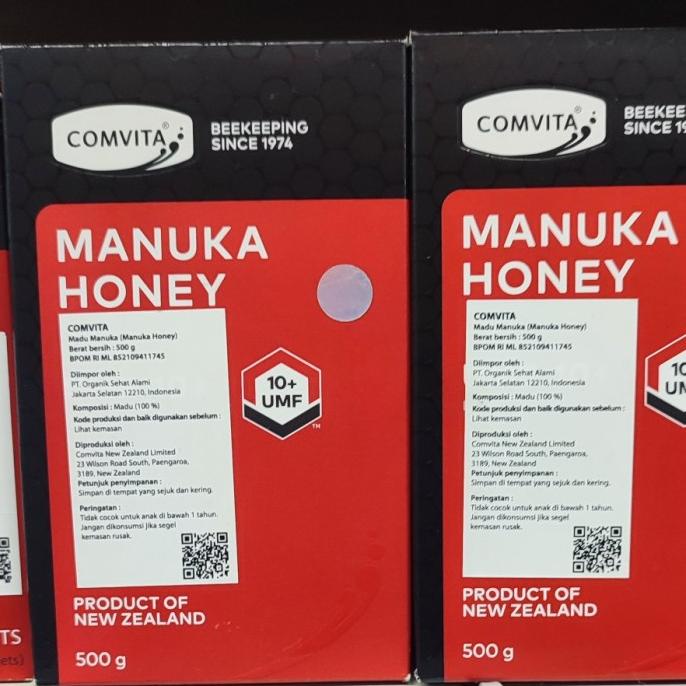 COMVITA®
BEEKEEPING
SINCE 1974
MANUKA
HONEY
COMVITA
Madu Manuka (Manuka Honey)
Berat bersih : 500 g
BPOM RI ML 852109411745
Diimpor oleh :
PT. Organik Sehat Alami
Jakarta Selatan 12210, Indonesia
Komposisi : Madu (100 %)
Kode produksi dan baik digunakan sebelum :
Lihat kemasan
Diproduksi oleh :
Comvita New Zealand Limited
23 Wilson Road South, Paengaroa,
3189, New Zealand
Petunjuk penyimpanan :
Simpan di tempat yang sejuk dan kering.
Peringatan :
Tidak cocok untuk anak di bawah 1 tahun.
Jangan dikonsumsi jika segel
kemasan rusak.
10+
UMF™
PRODUCT OF
NEW ZEALAND
500 g
COMVITA®
BEEKEE
SINCE 19
MANUKA
HONEY
COMVITA
Madu Manuka (Manuka Honey)
Berat bersih : 500 g
BPOM RI ML 852109411745
Diimpor oleh :
PT. Organik Sehat Alami
Jakarta Selatan 12210, Indonesia
Komposisi : Madu (100 %)
Kode produksi dan baik digunakan sebelum :
Lihat kemasan
Diproduksi oleh :
Comvita New Zealand Limited
23 Wilson Road South, Paengaroa,
3189, New Zealand
Petunjuk penyimpanan :
Simpan di tempat yang sejuk dan kering.
Peringatan :
Tidak cocok untuk anak di bawah 1 tahun.
Jangan dikonsumsi jika segel
kemasan rusak.
10
UM
PRODUCT OF
NEW ZEALAND
500 g
TS
ets)